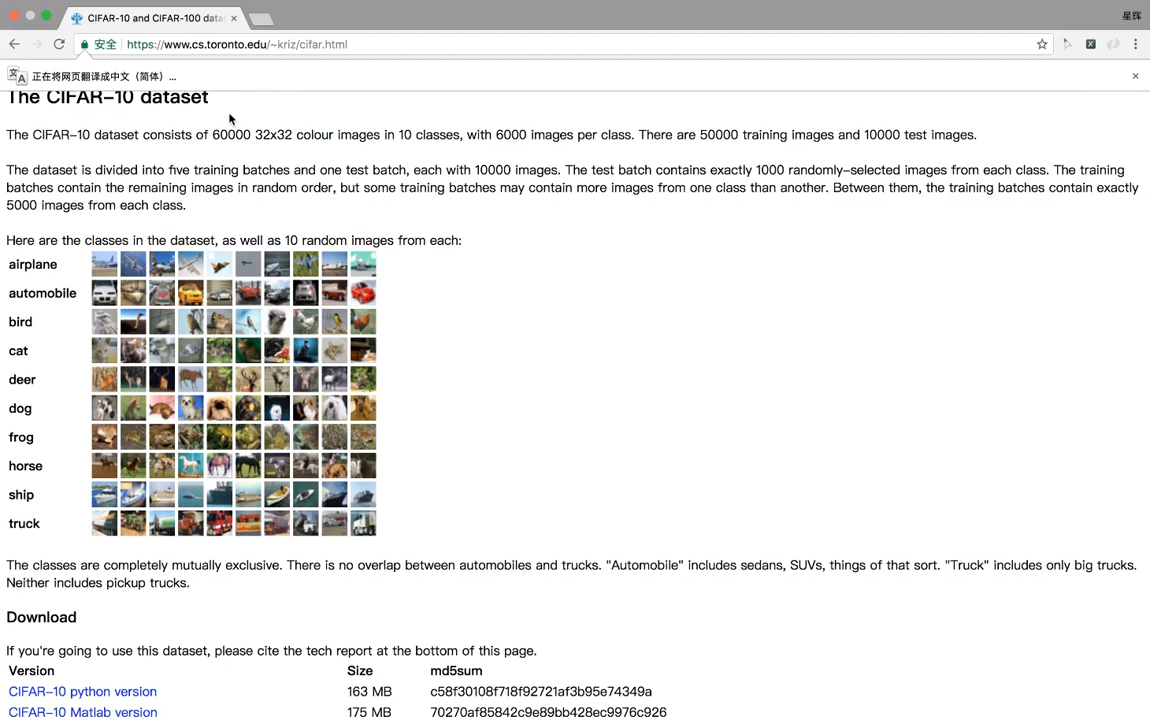 CIFAR-10 and CIFAR-100 data
星辉
安全
https://www.cs.toronto.edu/~kriz/cifar.html
正在将网页翻译成中文（简体）...
The CIFAR-10 dataset
The CIFAR-10 dataset consists of 60000 32x32 colour images in 10 classes, with 6000 images per class. There are 50000 training images and 10000 test images.
The dataset is divided into five training batches and one test batch, each with 10000 images. The test batch contains exactly 1000 randomly-selected images from each class. The training
batches contain the remaining images in random order, but some training batches may contain more images from one class than another. Between them, the training batches contain exactly
5000 images from each class.
Here are the classes in the dataset, as well as 10 random images from each:
airplane
automobile
bird
cat
deer
dog
frog
horse
ship
truck
The classes are completely mutually exclusive. There is no overlap between automobiles and trucks. "Automobile" includes sedans, SUVs, things of that sort. "Truck" includes only big trucks.
Neither includes pickup trucks.
Download
If you're going to use this dataset, please cite the tech report at the bottom of this page.
Version Size md5sum
CIFAR-10 python version 163 MB c58f30108f718f92721af3b95e74349a
CIFAR-10 Matlab version 175 MB 70270af85842c9e89bb428ec9976c926